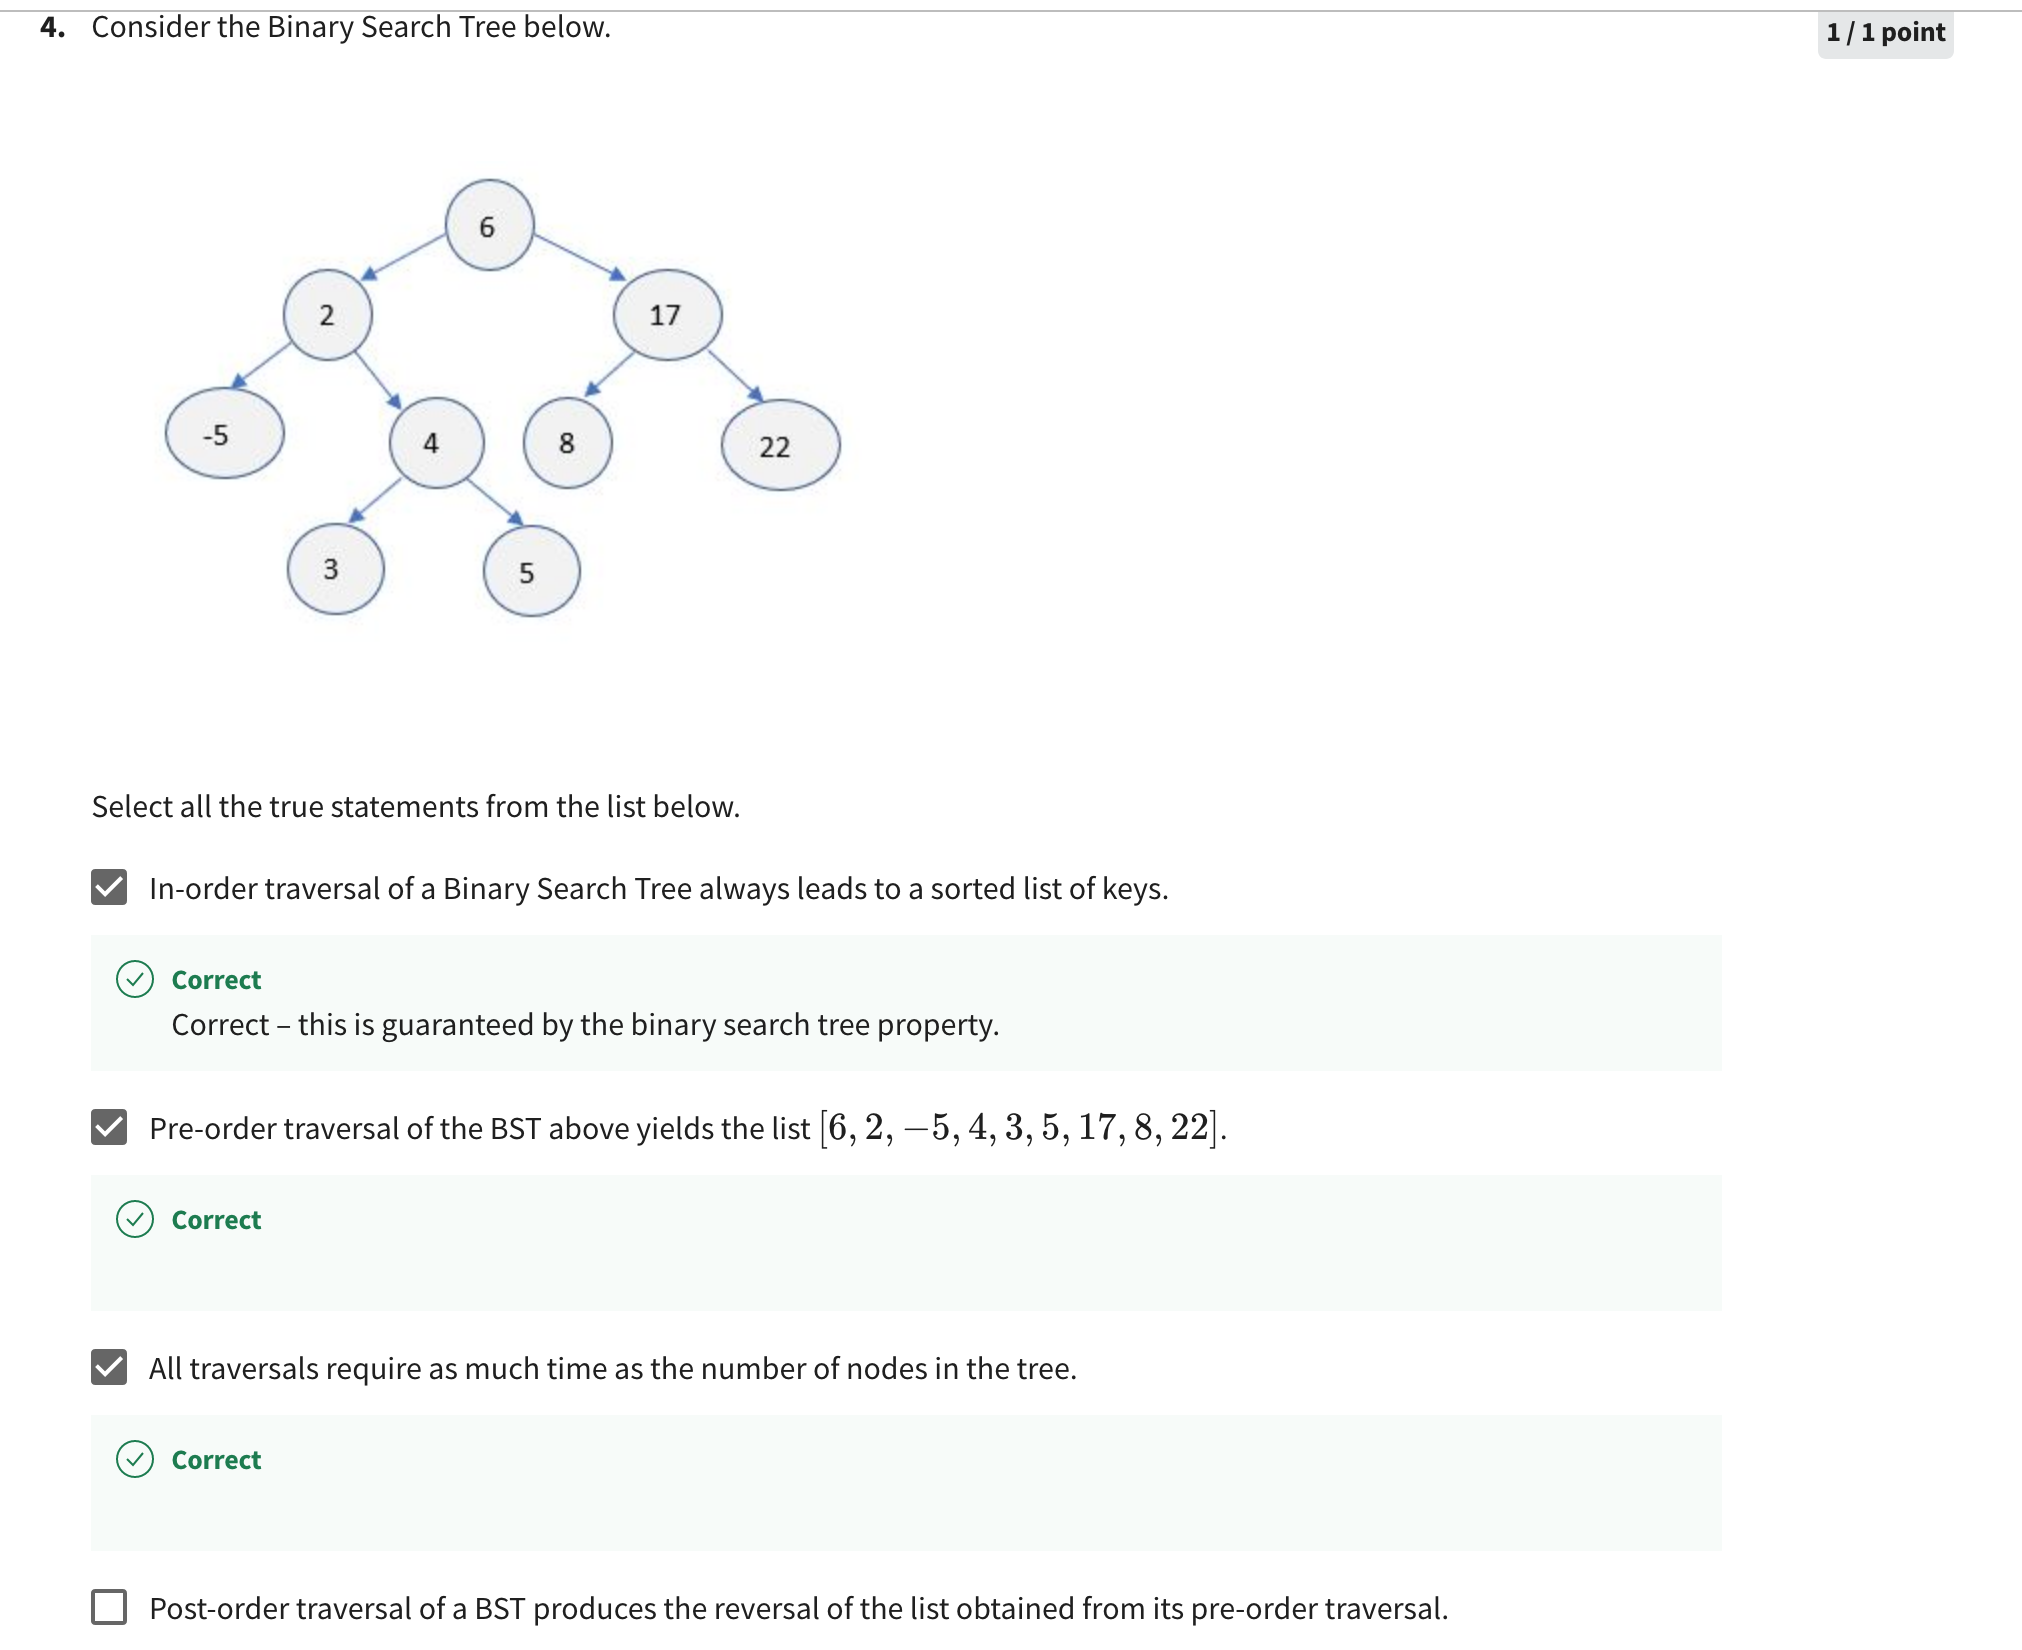 4. Consider the Binary Search Tree below.
1 / 1 point
6
2
17
-5
4
8
22
3
5
Select all the true statements from the list below.
In-order traversal of a Binary Search Tree always leads to a sorted list of keys.
Correct
Correct – this is guaranteed by the binary search tree property.
Pre-order traversal of the BST above yields the list [6, 2, −5, 4, 3, 5, 17, 8, 22].
Correct
All traversals require as much time as the number of nodes in the tree.
Correct
Post-order traversal of a BST produces the reversal of the list obtained from its pre-order traversal.